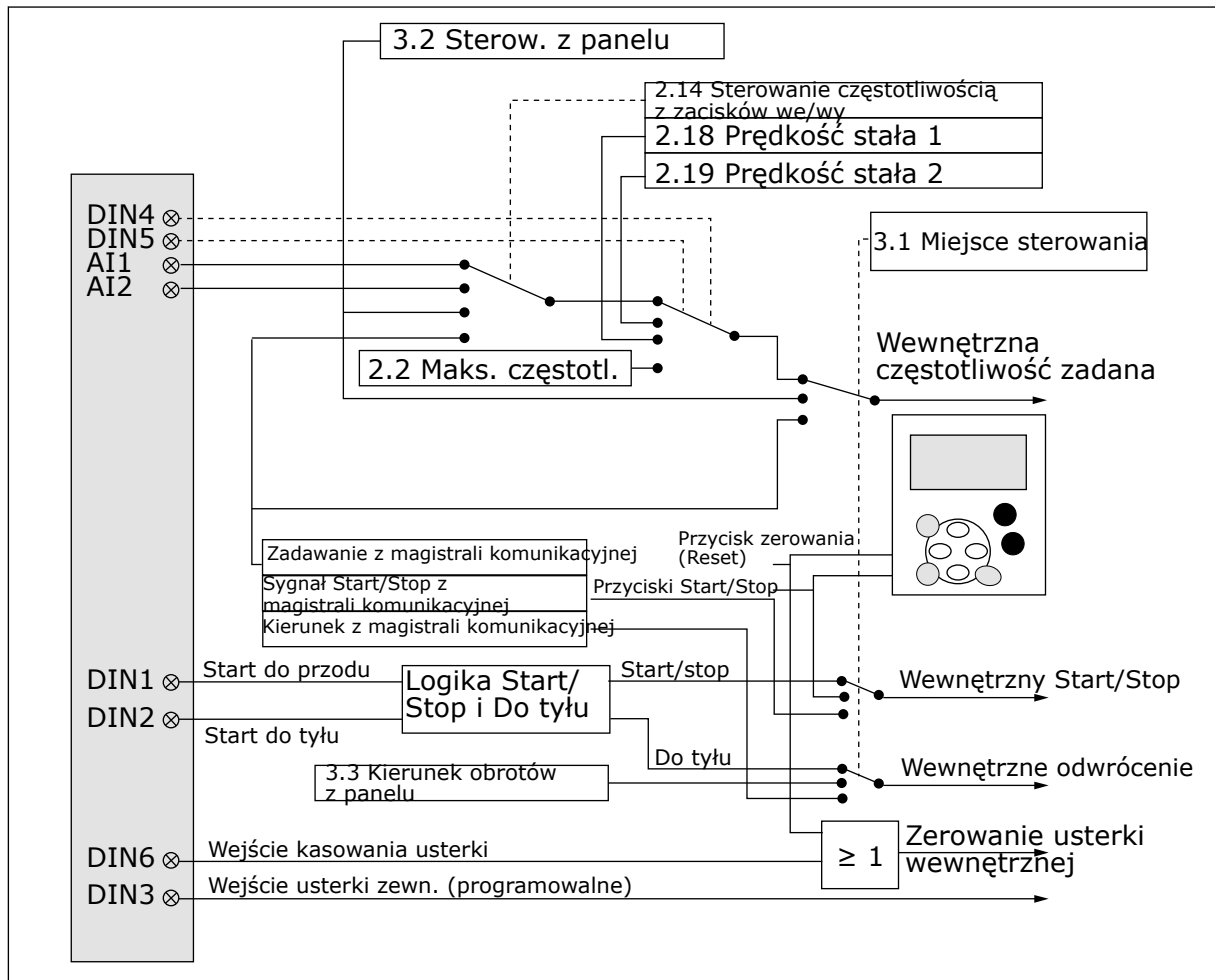 3.2 Sterow. z panelu
2.14 Sterowanie częstotliwością
z zacisków we/wy
2.18 Prędkość stała 1
2.19 Prędkość stała 2
DIN4
DIN5
AI1
AI2
3.1 Miejsce sterowania
Wewnętrzna
częstotliwość zadana
2.2 Maks. częstotl.
Przycisk zerowania
(Reset)
Zadawanie z magistrali komunikacyjnej
Sygnał Start/Stop z
magistrali komunikacyjnej
Przyciski Start/Stop
Kierunek z magistrali komunikacyjnej
DIN1
Start do przodu
Logika Start/
Stop i Do tyłu
Start/stop
Wewnętrzny Start/Stop
DIN2
Start do tyłu
Do tyłu
Wewnętrzne odwrócenie
3.3 Kierunek obrotów
z panelu
DIN6
Wejście kasowania usterki
≥ 1
Zerowanie usterki
wewnętrznej
DIN3
Wejście usterki zewn. (programowalne)